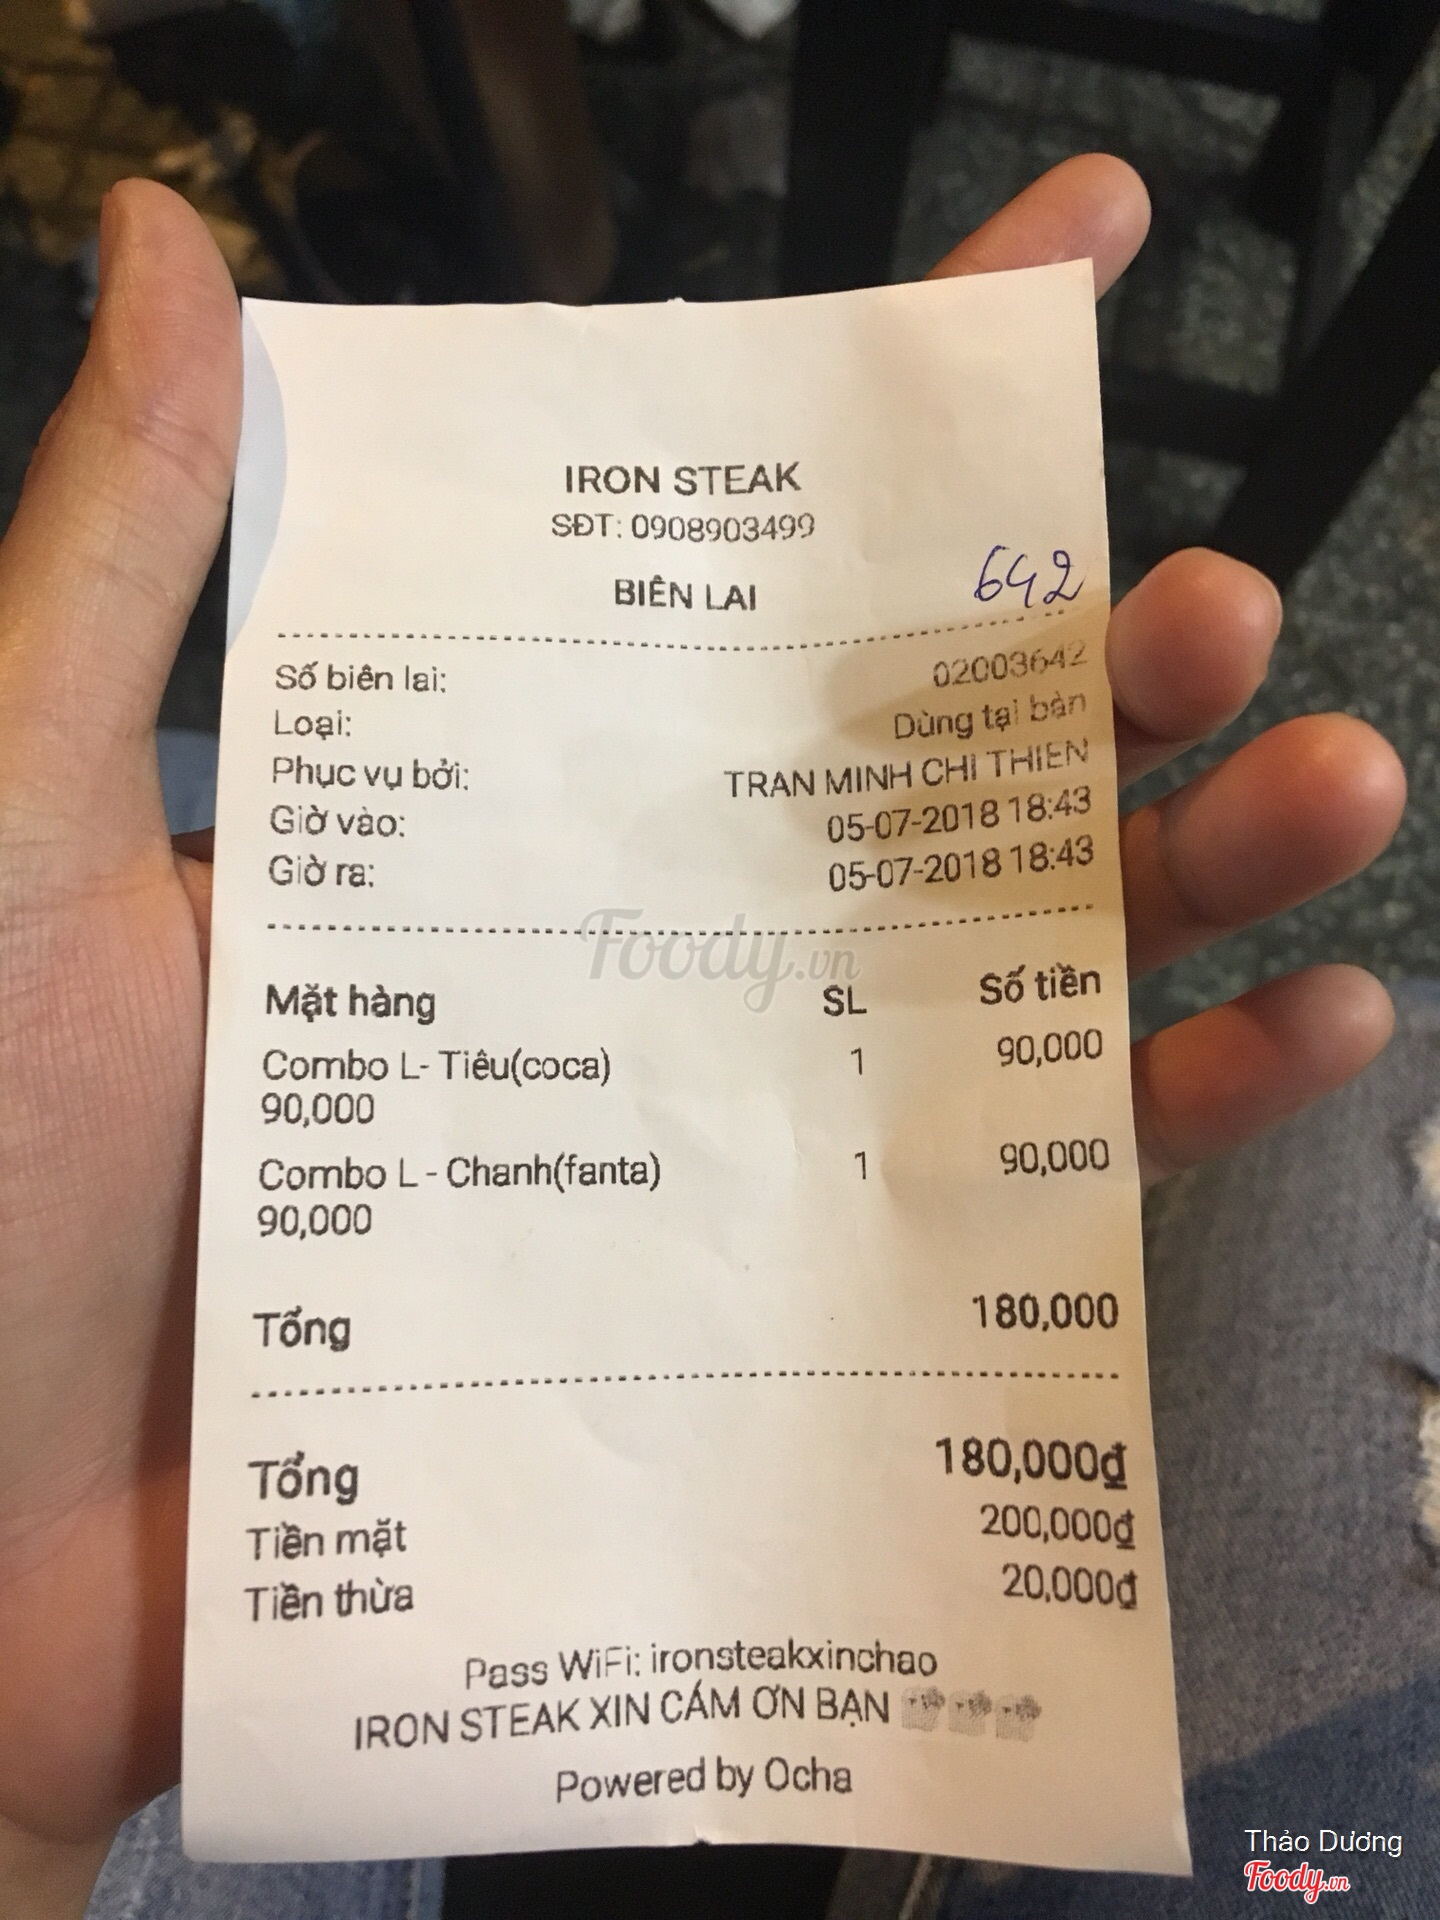 IRON STEAK
SĐT: 0908903499
BIÊN LAI 642
Số biên lai: 02003642
Loại: Dùng tại bàn
Phục vụ bởi: TRAN MINH CHI THIEN
Giờ vào: 05-07-2018 18:43
Giờ ra: 05-07-2018 18:43
Foody.vn
Mặt hàng SL Số tiền
Combo L- Tiêu(coca) 1 90,000
90,000
Combo L - Chanh(fanta) 1 90,000
90,000
Tổng 180,000
Tổng 180,000₫
Tiền mặt 200,000₫
Tiền thừa 20,000₫
Pass WiFi: ironsteakxinchao
IRON STEAK XIN CÁM ƠN BẠN
Powered by Ocha
Thảo Dương
Foody.vn